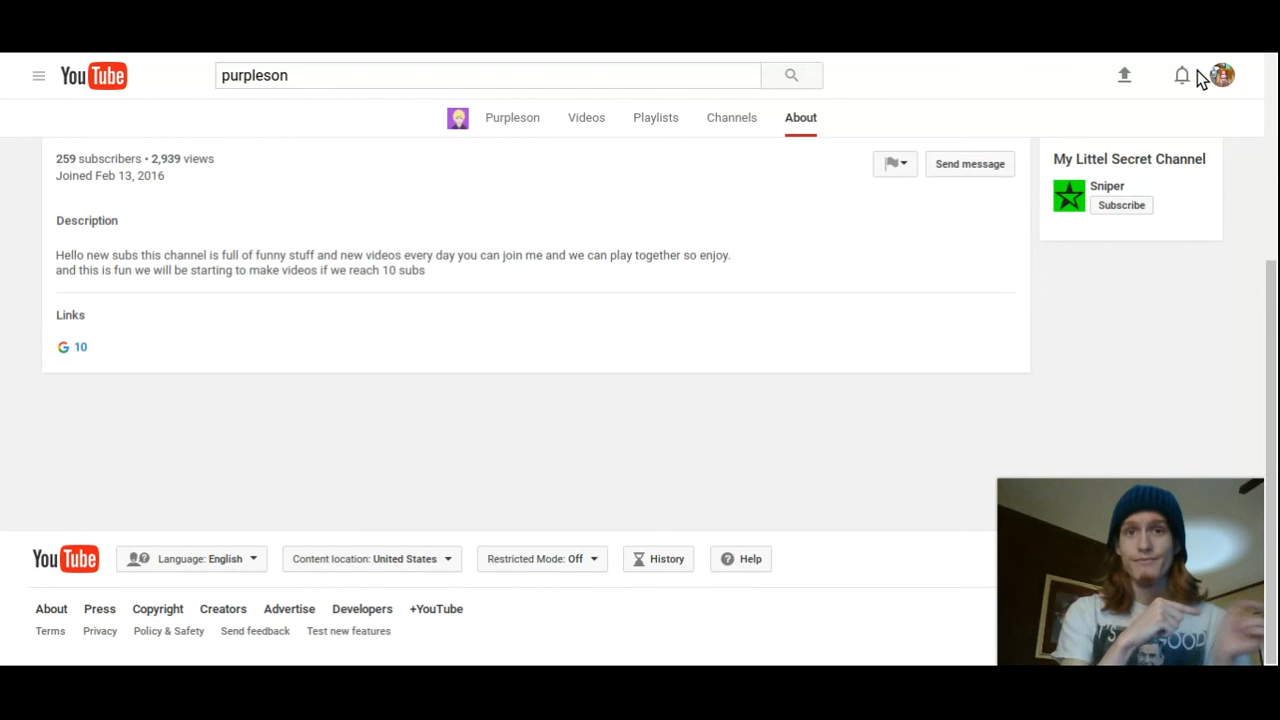 YouTube
purpleson
Purpleson Videos Playlists Channels About
259 subscribers • 2,939 views
Joined Feb 13, 2016
Send message
My Littel Secret Channel
Sniper
Subscribe
Description
Hello new subs this channel is full of funny stuff and new videos every day you can join me and we can play together so enjoy.
and this is fun we will be starting to make videos if we reach 10 subs
Links
G 10
YouTube Language: English Content location: United States Restricted Mode: Off History Help
About Press Copyright Creators Advertise Developers +YouTube
Terms Privacy Policy & Safety Send feedback Test new features